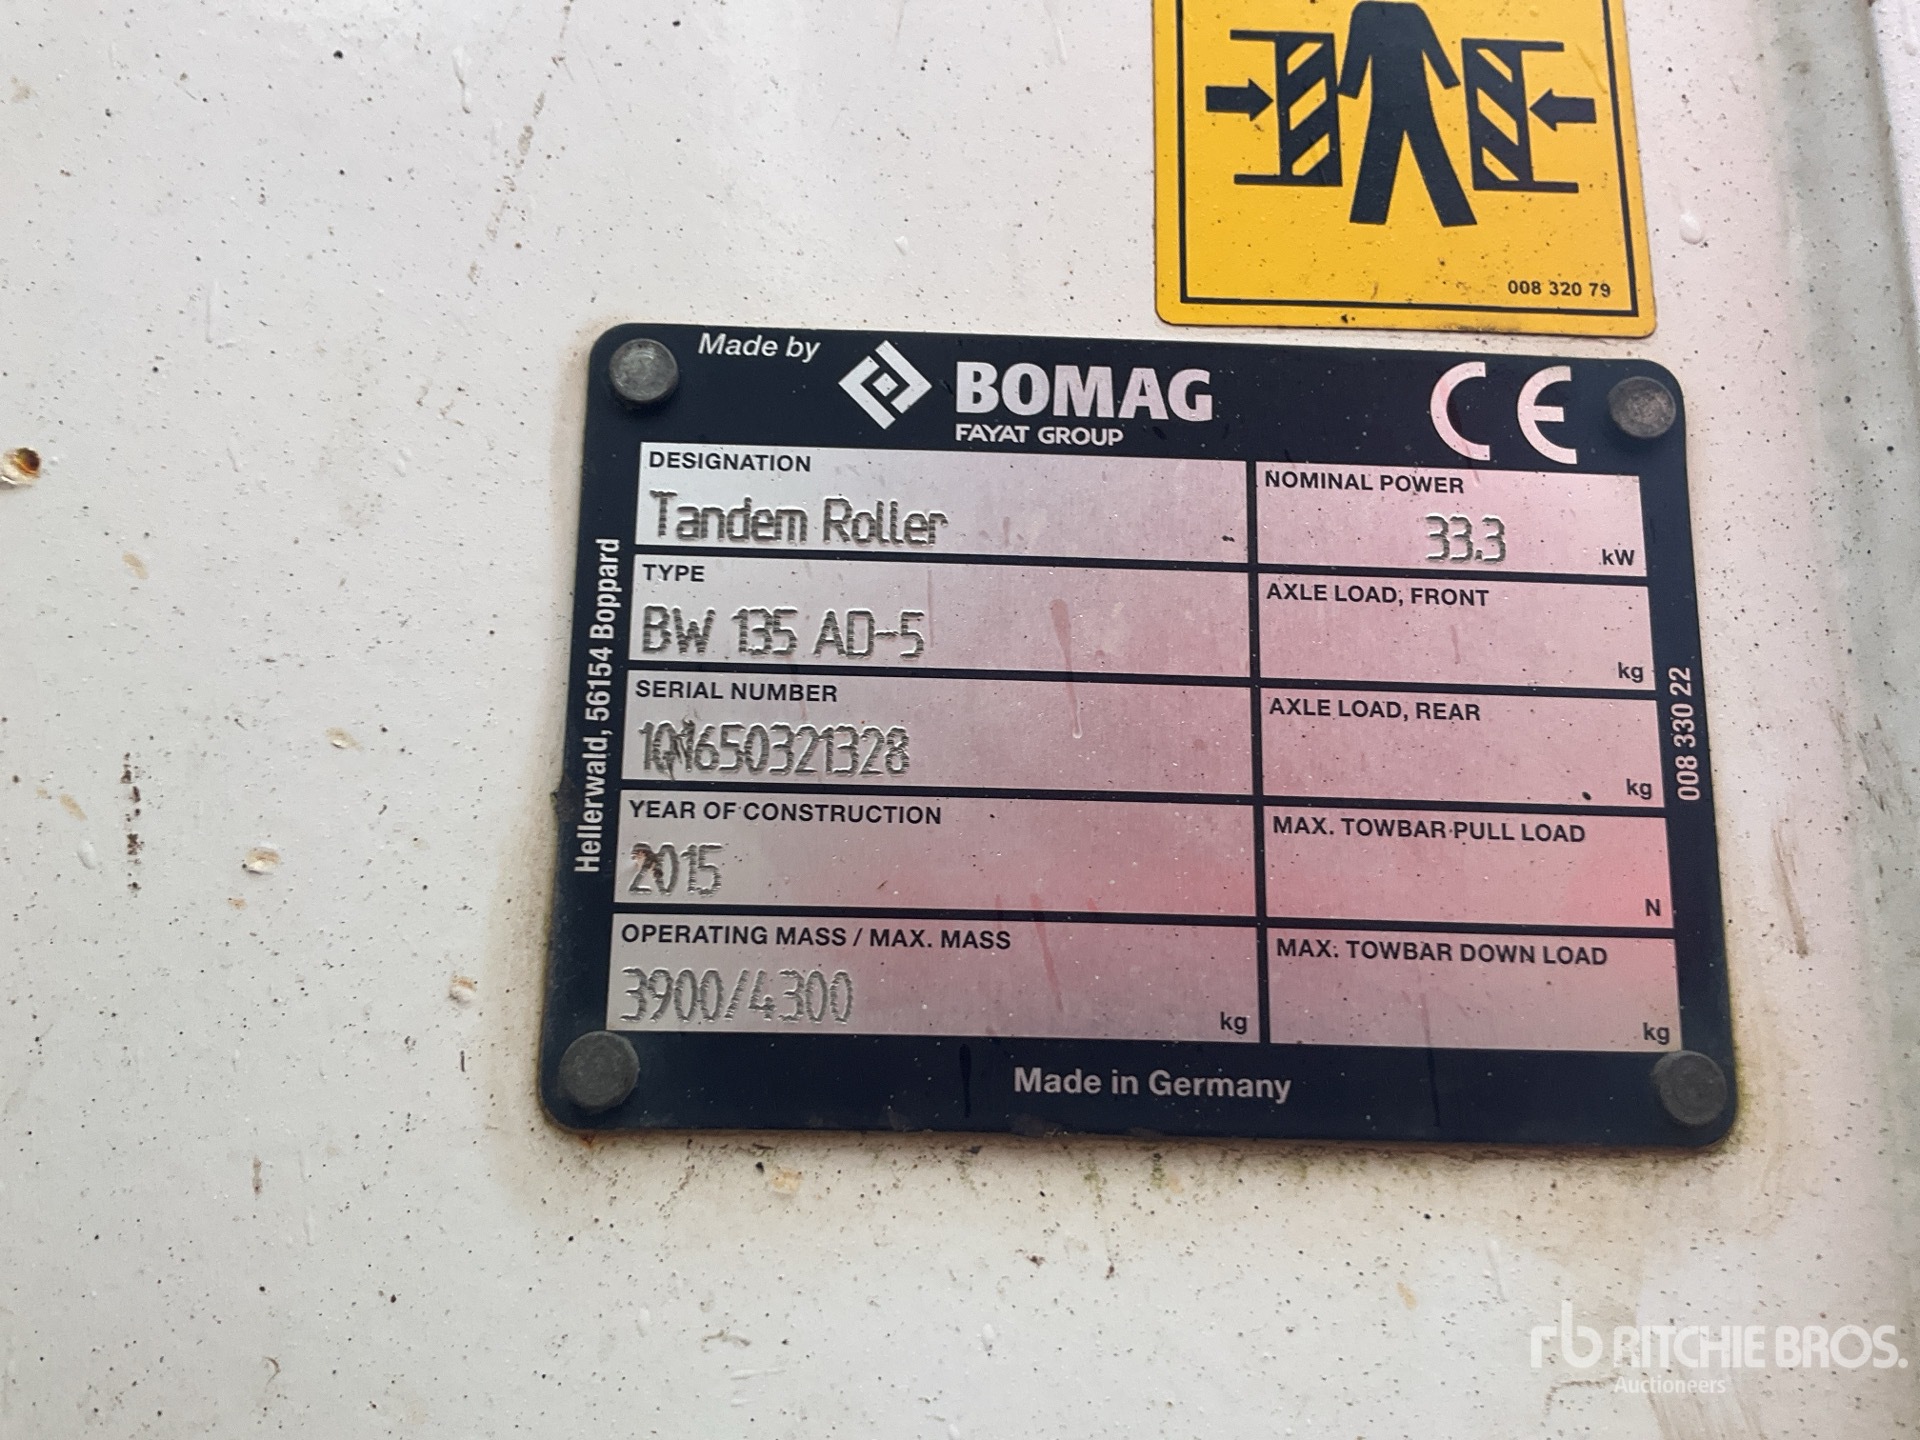 008 320 79
Made by
BOMAG
FAYAT GROUP
CE
DESIGNATION
Tandem Roller
NOMINAL POWER
33.3 kW
TYPE
BW 135 AD-5
AXLE LOAD, FRONT
kg
SERIAL NUMBER
101650321328
AXLE LOAD, REAR
kg
YEAR OF CONSTRUCTION
2015
MAX. TOWBAR PULL LOAD
N
OPERATING MASS / MAX. MASS
3900/4300 kg
MAX. TOWBAR DOWN LOAD
kg
Hellerwald, 56154 Boppard
008 330 22
Made in Germany
rb RITCHIE BROS.
Auctioneers